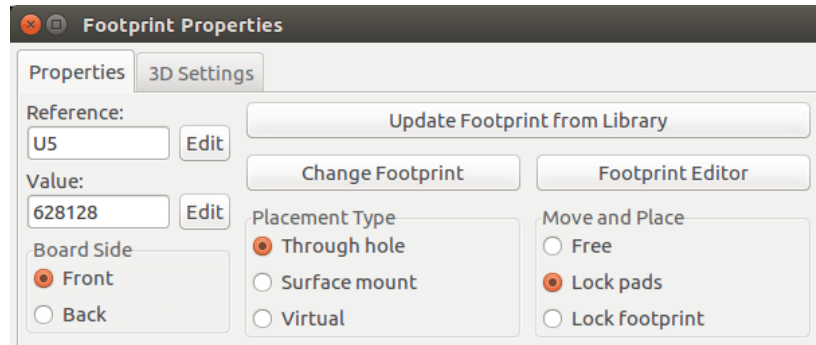 Footprint Properties
Properties
3D Settings
Reference:
U5
Edit
Update Footprint from Library
Value:
628128
Edit
Change Footprint
Footprint Editor
Board Side
Front
Back
Placement Type
Through hole
Surface mount
Virtual
Move and Place
Free
Lock pads
Lock footprint